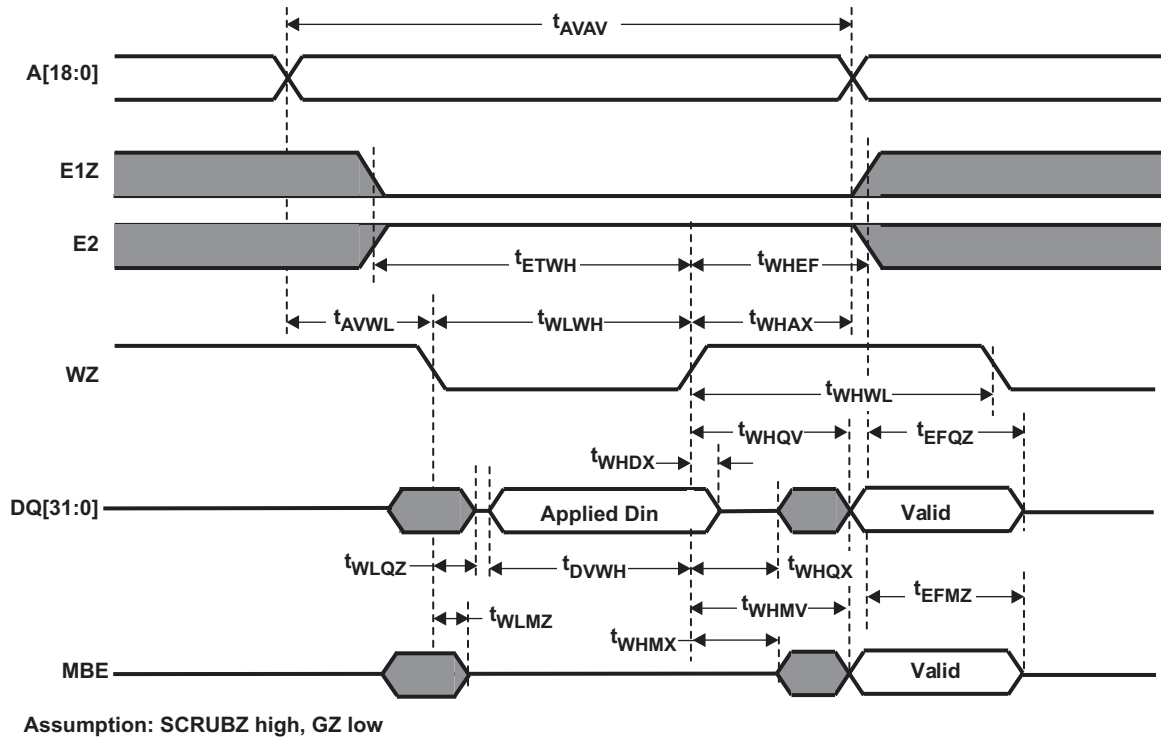 tAVAV
A[18:0]
E1Z
E2
tETWH
tWHEF
tAVWL
tWLWH
tWHAX
WZ
tWHWL
tWHQV
tEFQZ
tWHDX
DQ[31:0]
Applied Din
Valid
tWLQZ
tDVWH
tWHQX
tEFMZ
tWHMV
tWLMZ
tWHMX
MBE
Valid
Assumption: SCRUBZ high, GZ low